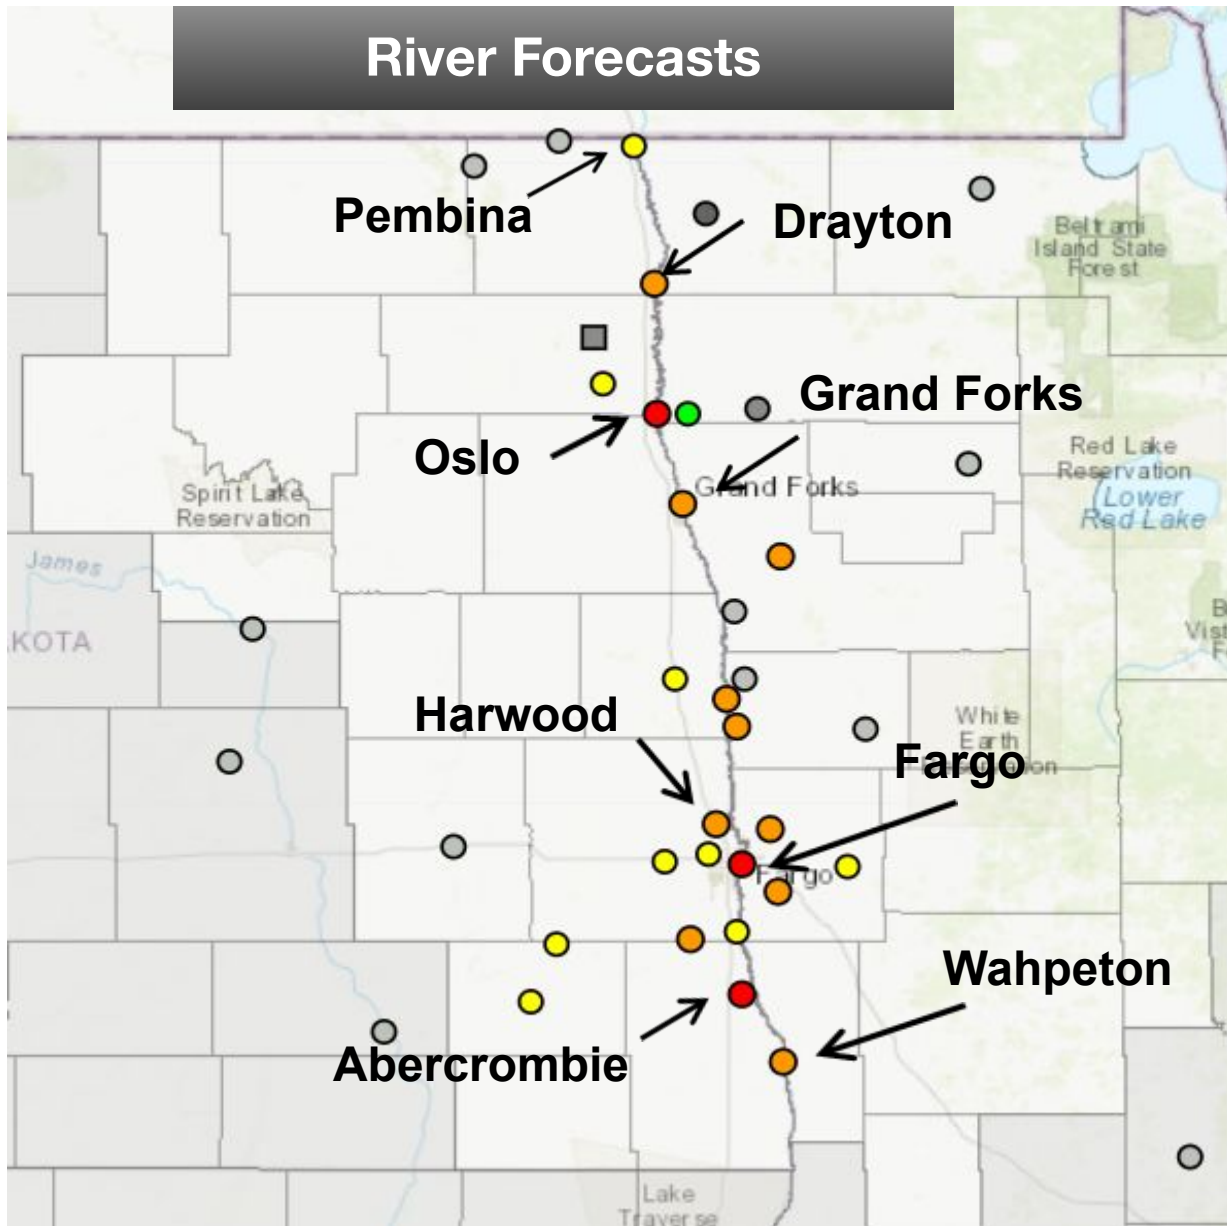 River Forecasts
Pembina
Drayton
Beltrami
Island State
Forest
Grand Forks
Oslo
Red Lake
Reservation
Grand Forks
Spirit Lake
Reservation
Lower
Red Lake
James
KOTA
Harwood
White
Earth
Fargo
Fargo
Wahpeton
Abercrombie
Lake
Traverse